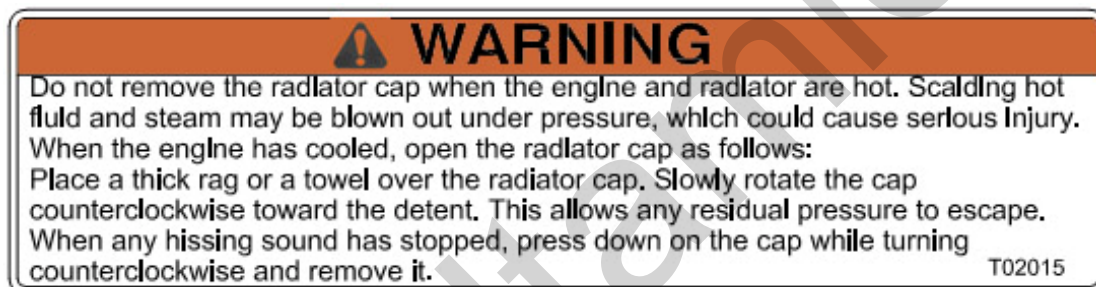 WARNING
Do not remove the radiator cap when the engine and radiator are hot. Scalding hot
fluid and steam may be blown out under pressure, which could cause serious Injury.
When the engine has cooled, open the radiator cap as follows:
Place a thick rag or a towel over the radiator cap. Slowly rotate the cap
counterclockwise toward the detent. This allows any residual pressure to escape.
When any hissing sound has stopped, press down on the cap while turning
counterclockwise and remove it.
T02015